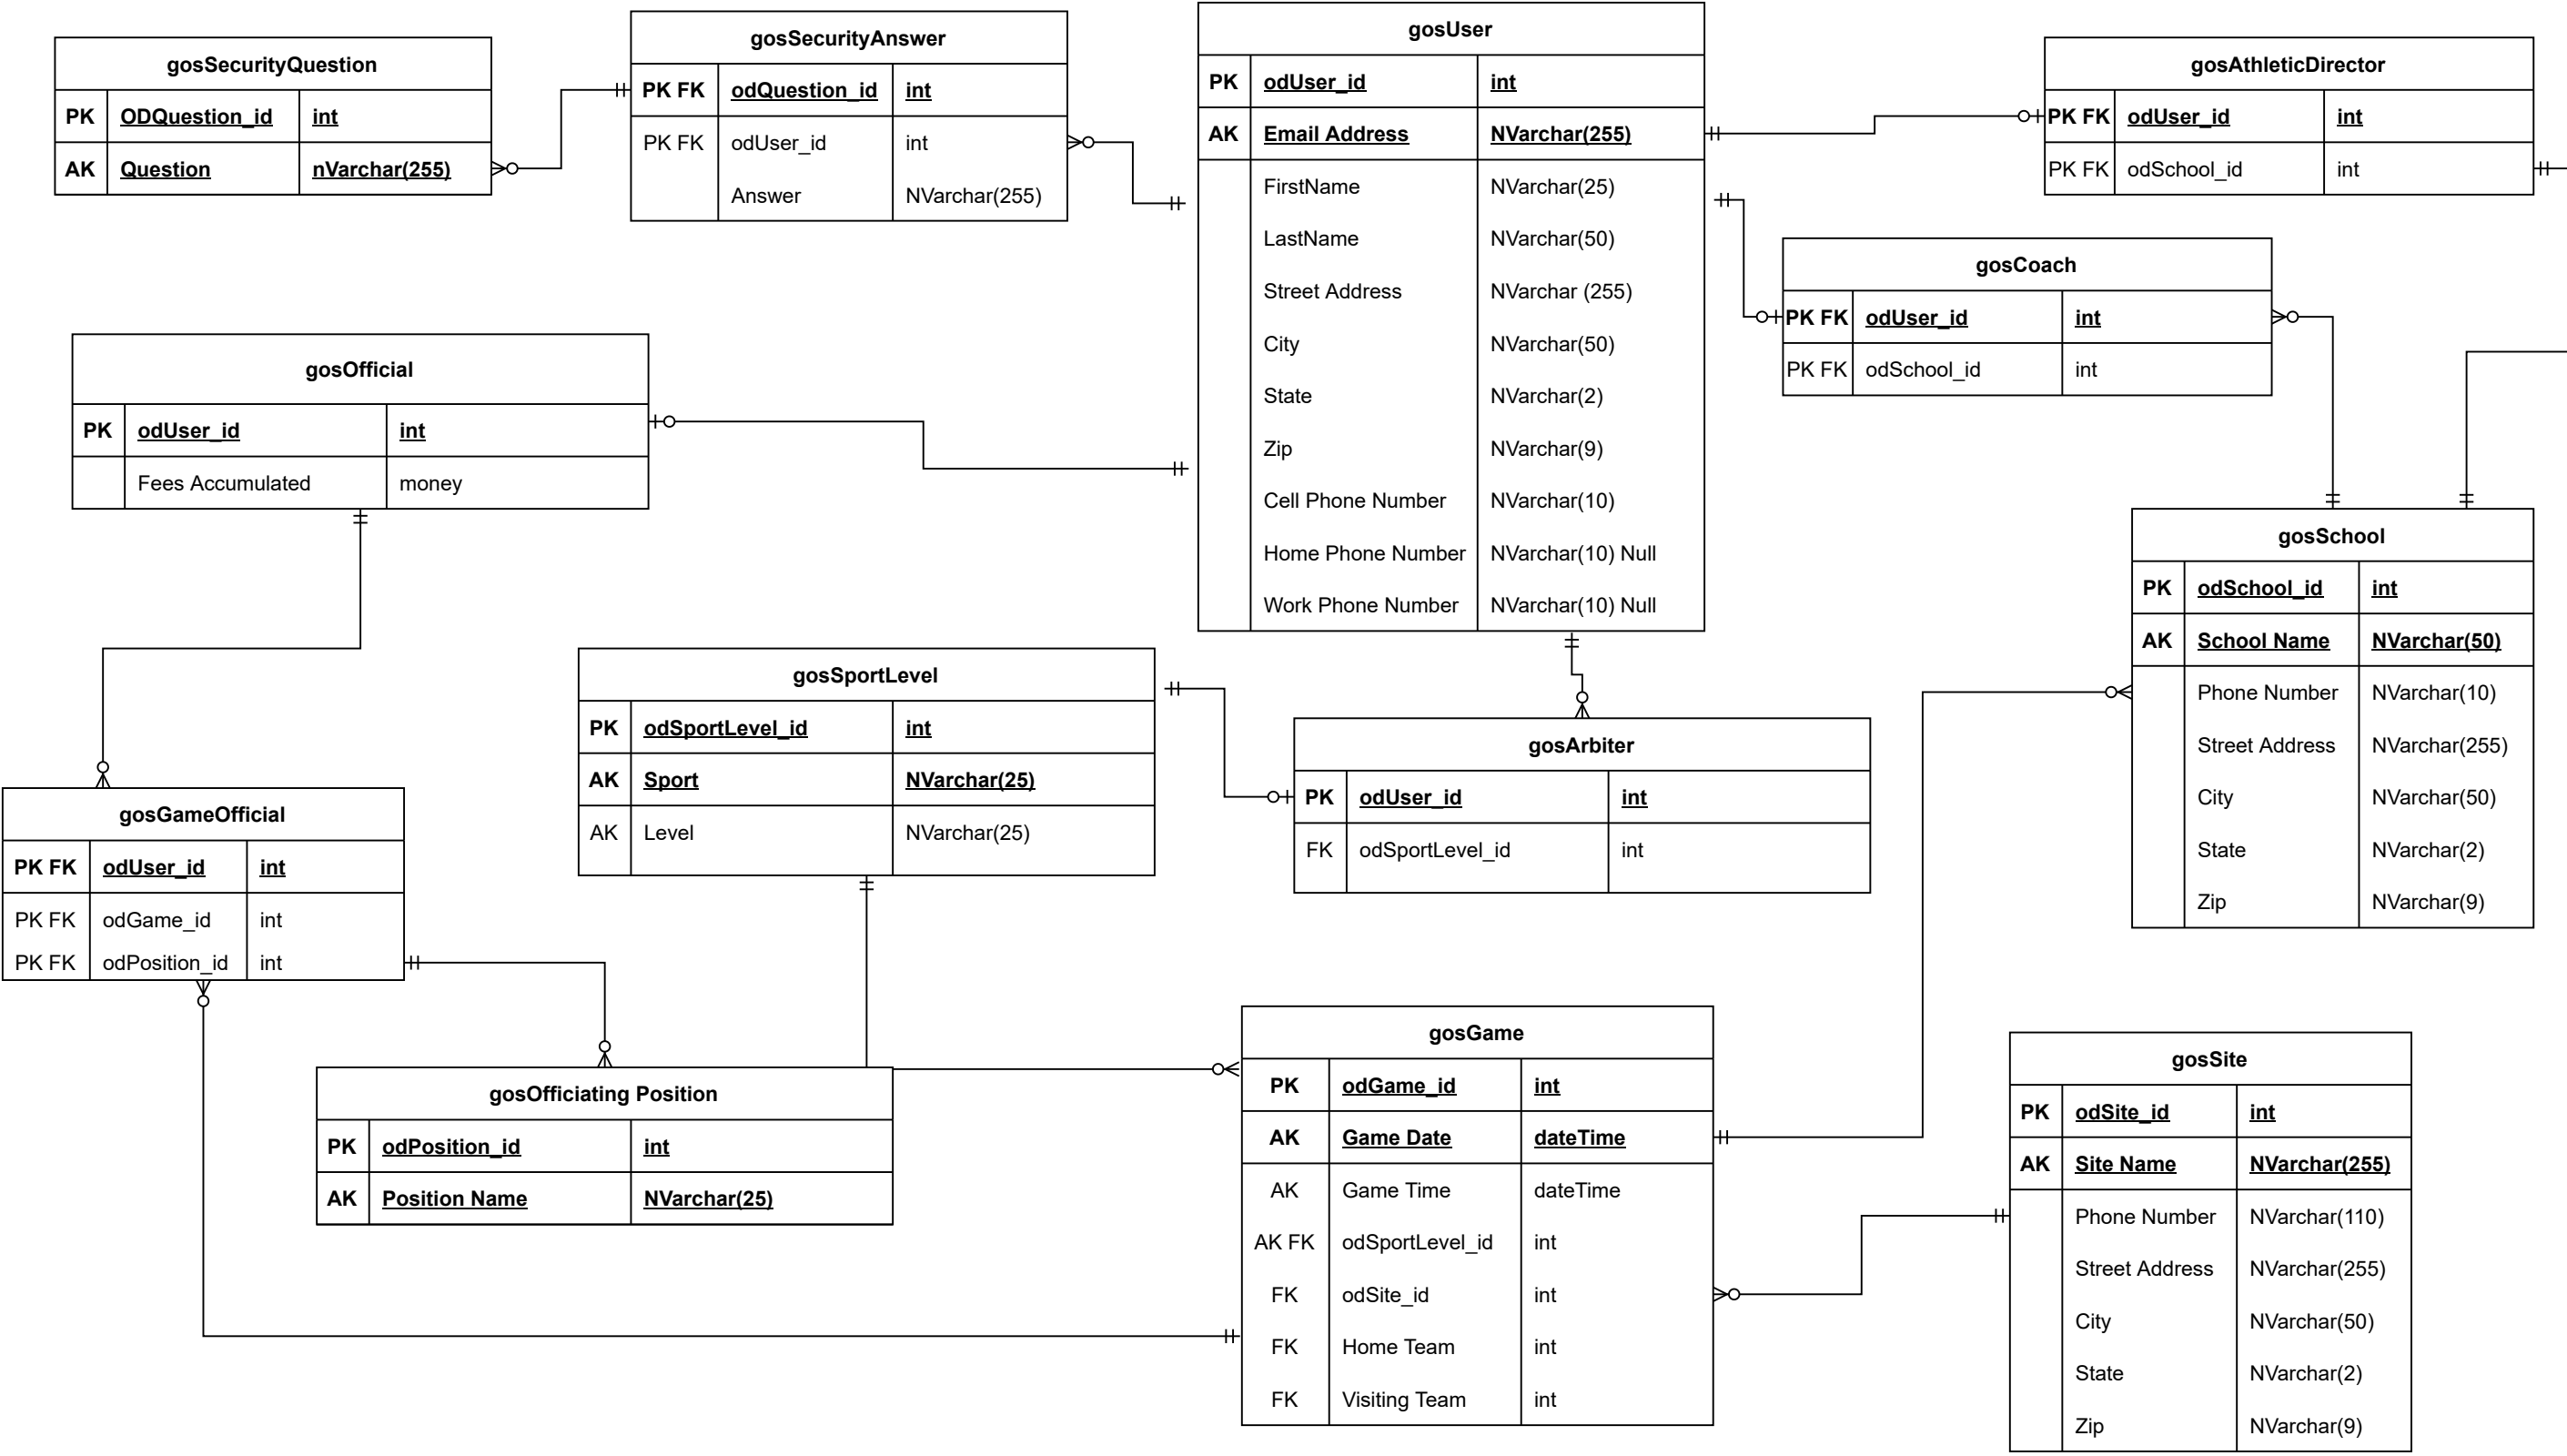 gosSecurityQuestion
PK ODQuestion_id int
AK Question nVarchar(255)
gosSecurityAnswer
PK FK odQuestion_id int
PK FK odUser_id int
Answer NVarchar(255)
gosUser
PK odUser_id int
AK Email Address NVarchar(255)
FirstName NVarchar(25)
LastName NVarchar(50)
Street Address NVarchar (255)
City NVarchar(50)
State NVarchar(2)
Zip NVarchar(9)
Cell Phone Number NVarchar(10)
Home Phone Number NVarchar(10) Null
Work Phone Number NVarchar(10) Null
gosAthleticDirector
PK FK odUser_id int
PK FK odSchool_id int
gosCoach
PK FK odUser_id int
PK FK odSchool_id int
gosOfficial
PK odUser_id int
Fees Accumulated money
gosSchool
PK odSchool_id int
AK School Name NVarchar(50)
Phone Number NVarchar(10)
Street Address NVarchar(255)
City NVarchar(50)
State NVarchar(2)
Zip NVarchar(9)
gosSportLevel
PK odSportLevel_id int
AK Sport NVarchar(25)
AK Level NVarchar(25)
gosArbiter
PK odUser_id int
FK odSportLevel_id int
gosGameOfficial
PK FK odUser_id int
PK FK odGame_id int
PK FK odPosition_id int
gosOfficiating Position
PK odPosition_id int
AK Position Name NVarchar(25)
gosGame
PK odGame_id int
AK Game Date dateTime
AK Game Time dateTime
AK FK odSportLevel_id int
FK odSite_id int
FK Home Team int
FK Visiting Team int
gosSite
PK odSite_id int
AK Site Name NVarchar(255)
Phone Number NVarchar(110)
Street Address NVarchar(255)
City NVarchar(50)
State NVarchar(2)
Zip NVarchar(9)